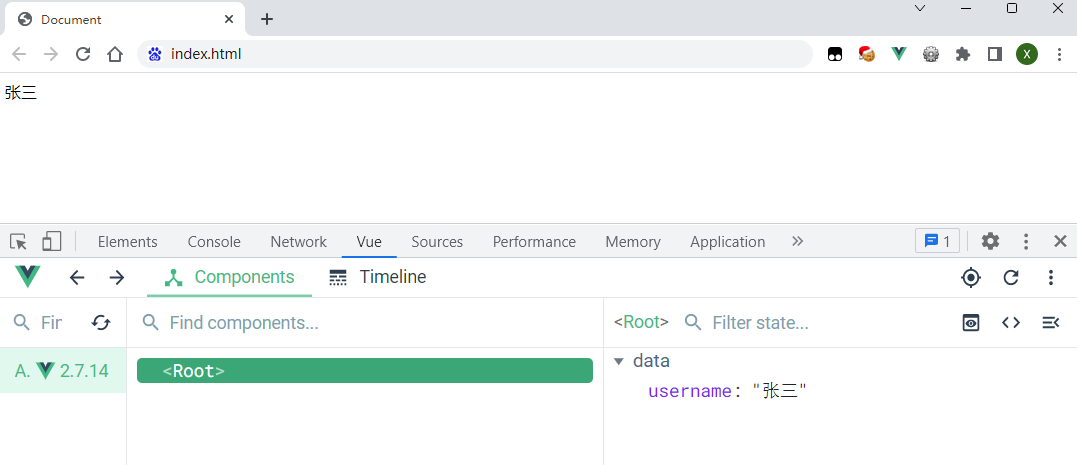 Document
index.html
X
张三
Elements Console Network Vue Sources Performance Memory Application 1
Components Timeline
Fir Find components... <Root> Filter state...
A. 2.7.14 <Root> data
username: "张三"